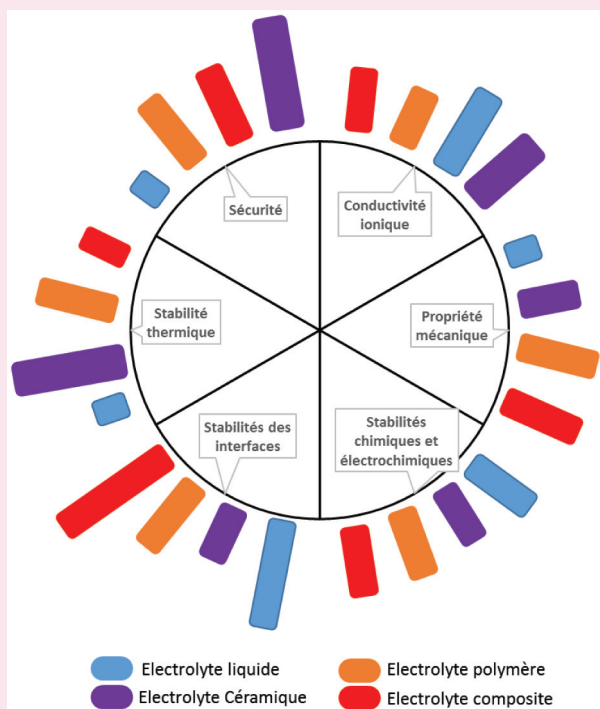 Sécurité
Conductivité
ionique
Stabilité
thermique
Propriété
mécanique
Stabilités des
interfaces
Stabilités
chimiques et
électrochimiques
Electrolyte liquide
Electrolyte polymère
Electrolyte Céramique
Electrolyte composite